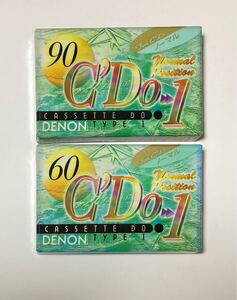 90
C'Do▸1
Normal
Position
CASSETTE DO
DENON TYPE I
60
C'Do▸1
Normal
Position
CASSETTE DO
DENON TYPE I